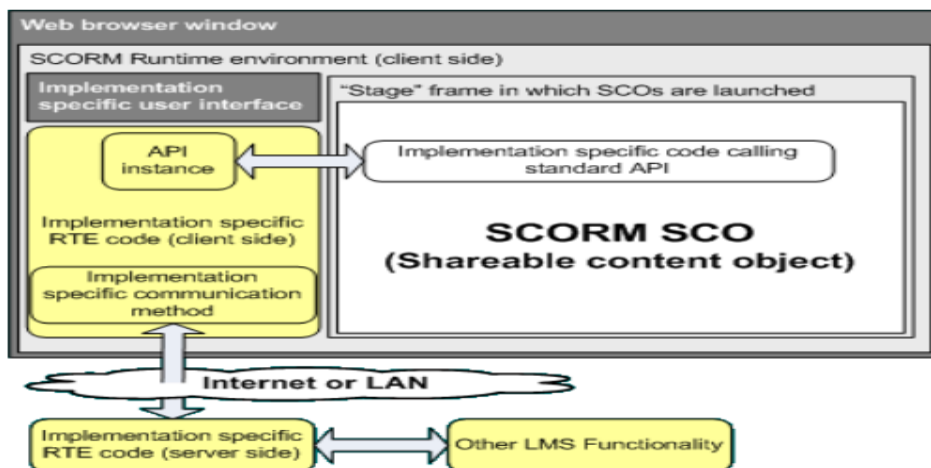 Web browser window
SCORM Runtime environment (client side)
Implementation
specific user interface
API
instance
Implementation specific
RTE code (client side)
Implementation
specific communication
method
"Stage" frame in which SCOs are launched
Implementation specific code calling
standard API
SCORM SCO
(Shareable content object)
Internet or LAN
Implementation specific
RTE code (server side)
Other LMS Functionality